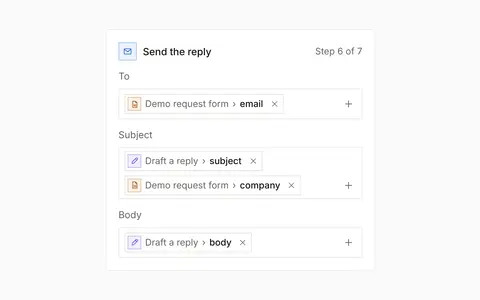 Send the reply Step 6 of 7
To
Demo request form › email
Subject
Draft a reply › subject
Demo request form › company
Body
Draft a reply › body